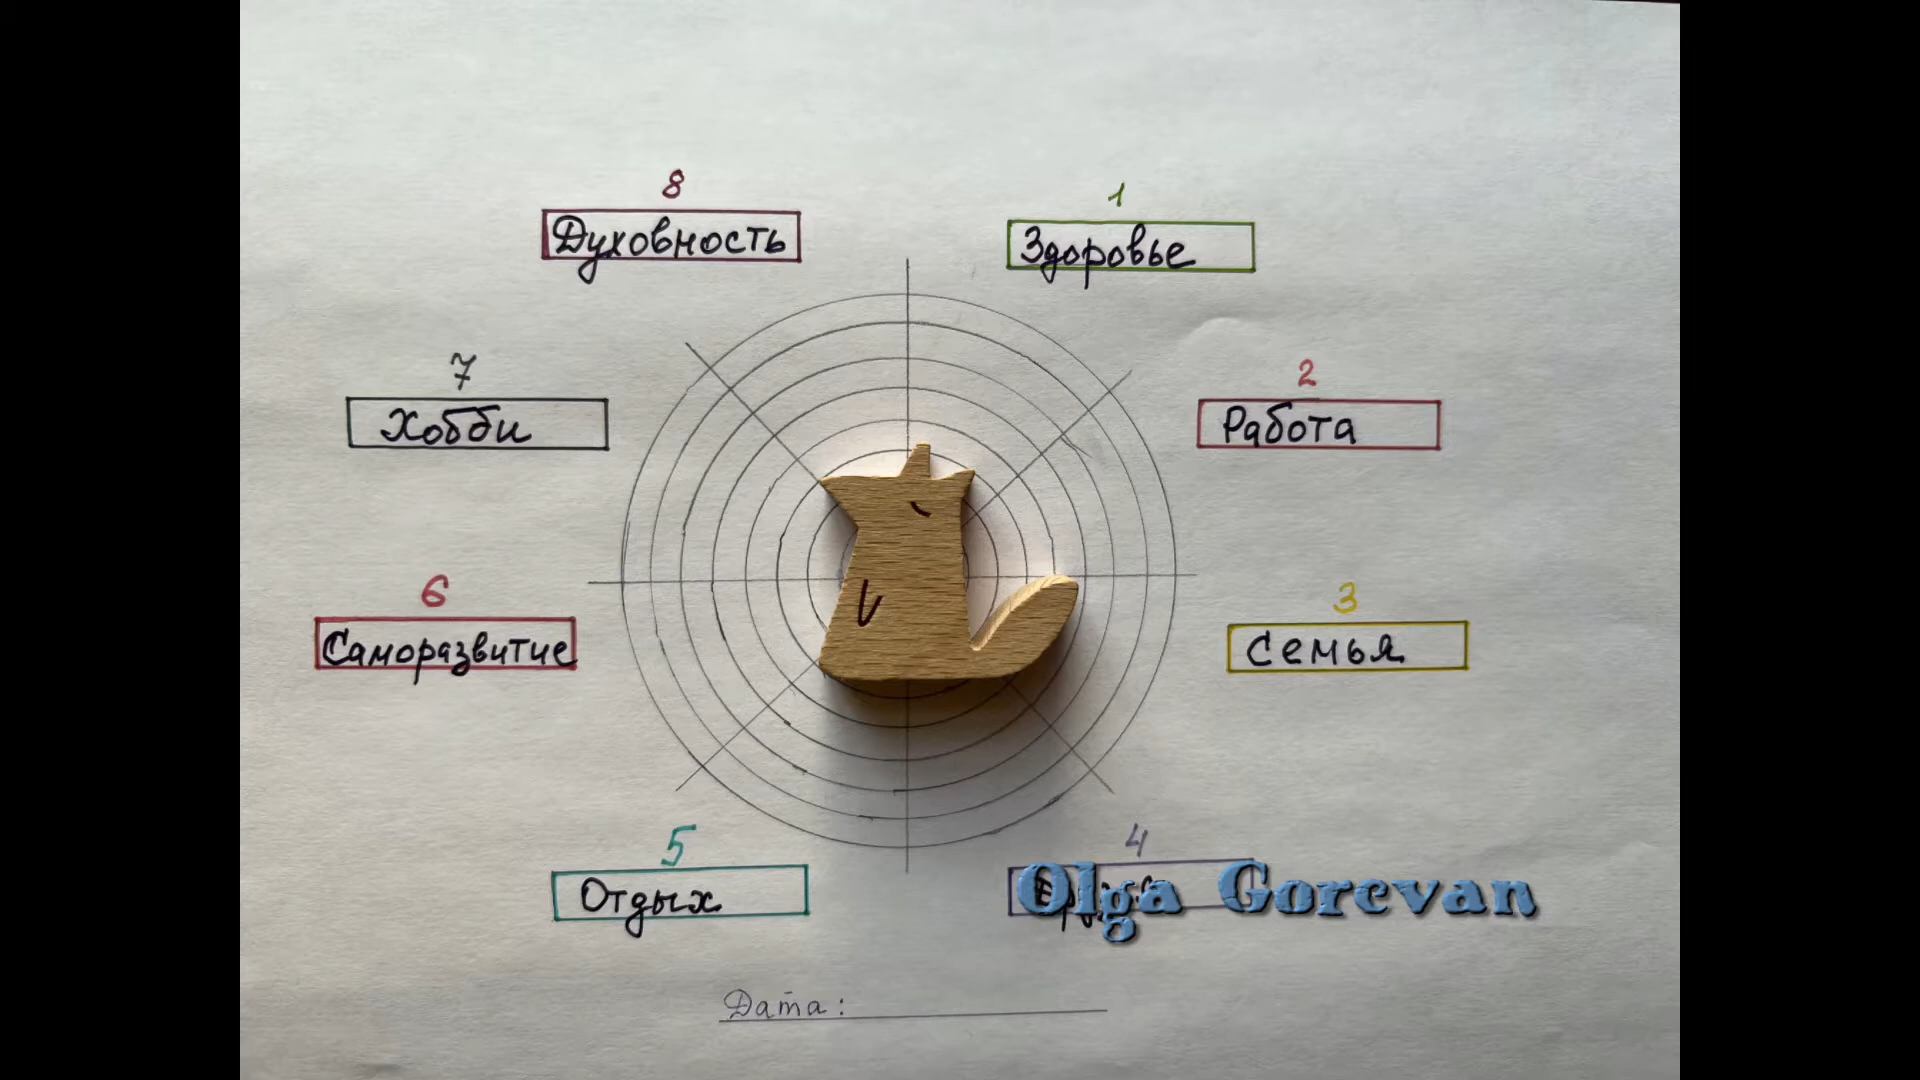 8
Духовность
1
Здоровье
7
Хобби
2
Работа
6
Саморазвитие
3
Семья
5
Отдых
4
Olga Gorevan
Дата: